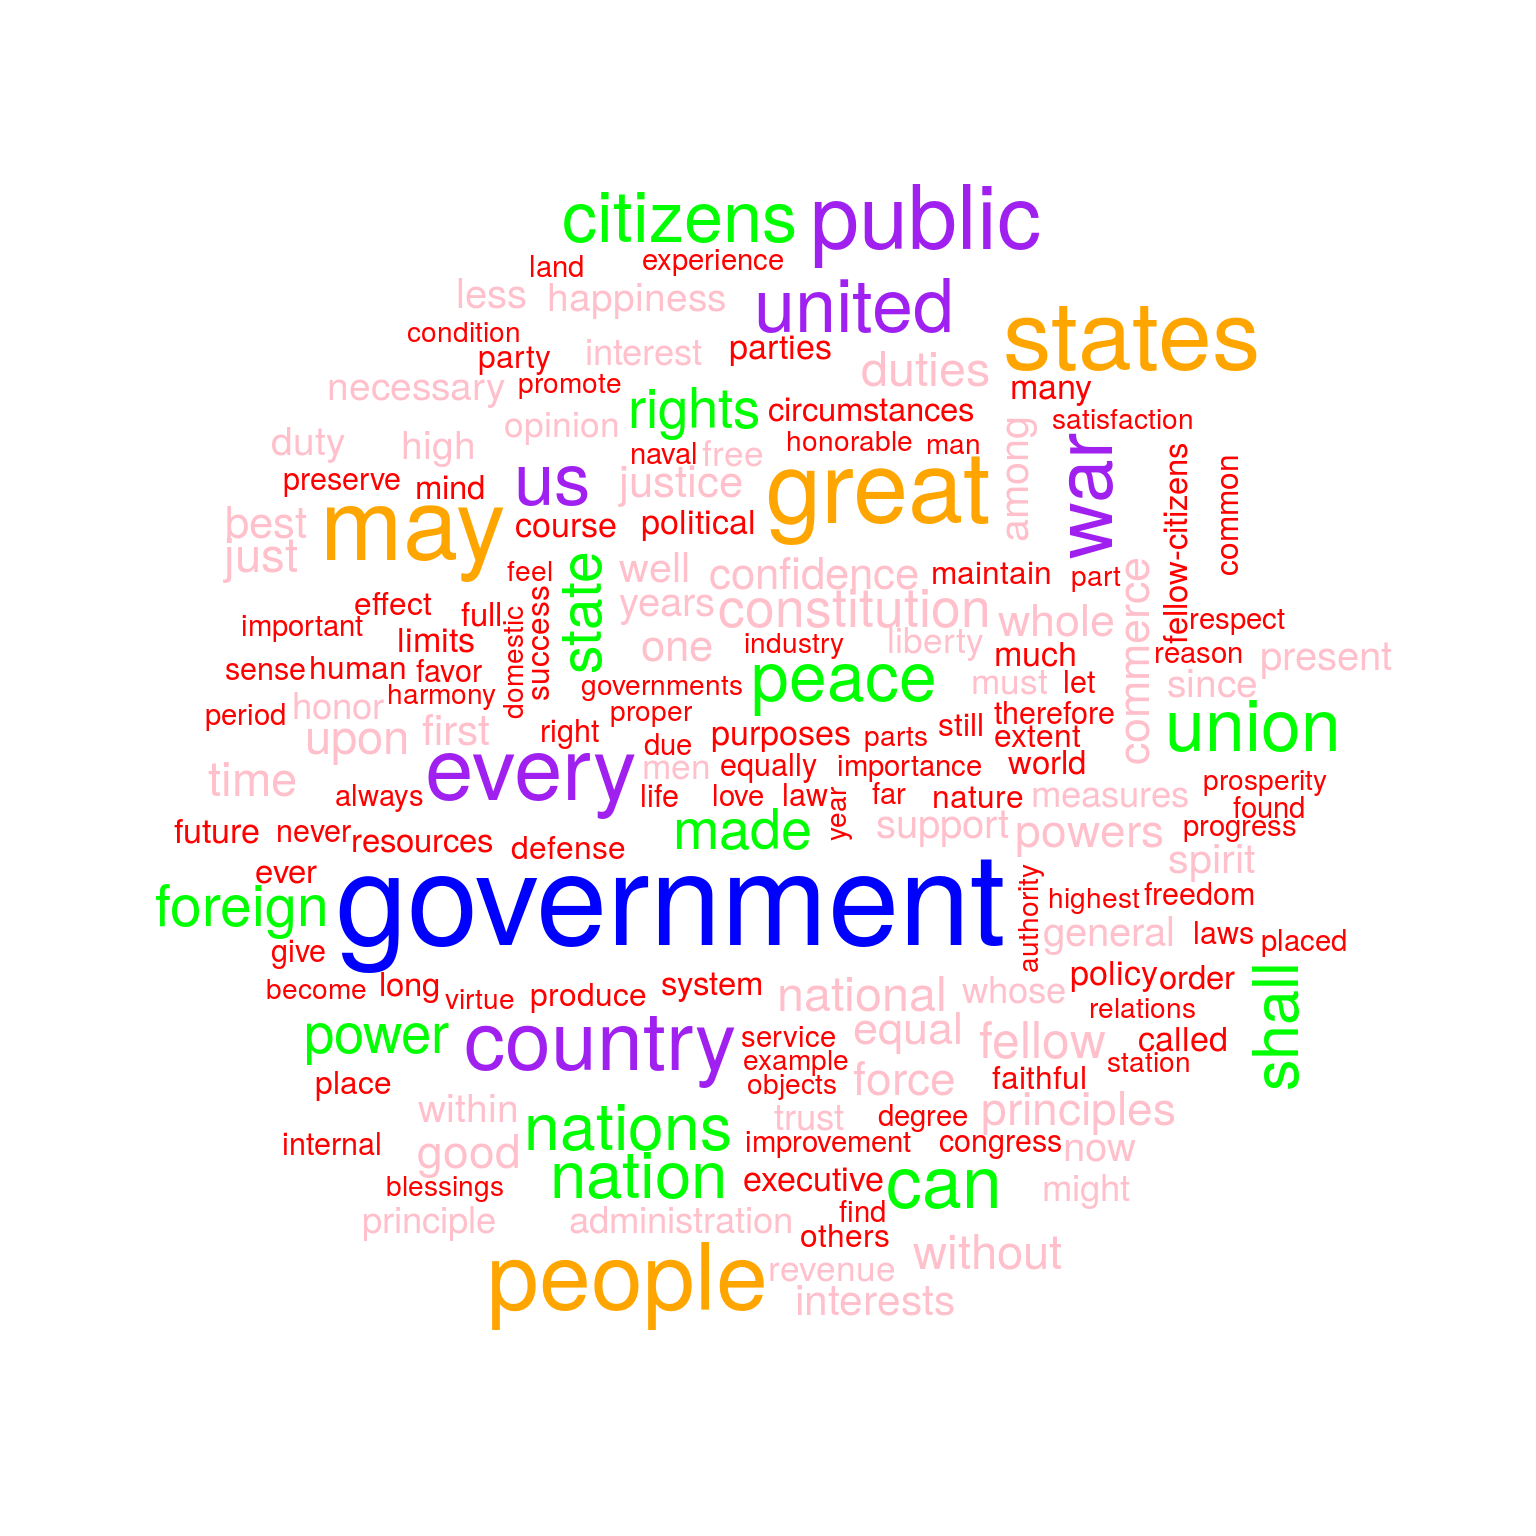 citizens
public
land
experience
less
happiness
united
states
condition
party
interest
parties
duties
necessary
promote
many
rights
circumstances
satisfaction
opinion
duty
high
naval
free
honorable
man
among
war
fellow-citizens
common
preserve
mind
us
justice
great
best
may
course
political
just
feel
state
well
confidence
maintain
part
commerce
important
effect
full
domestic
success
years
constitution
whole
respect
limits
one
industry
liberty
much
reason
present
sense
human
favor
governments
peace
must
let
since
harmony
period
honor
proper
therefore
upon
first
right
due
purposes
parts
still
extent
union
time
every
men
equally
importance
world
prosperity
always
life
love
law
year
far
nature
measures
found
future
never
resources
defense
made
support
powers
progress
spirit
ever
foreign
government
authority
highest
freedom
give
general
laws
placed
become
long
virtue
produce
system
national
whose
policy
order
shall
relations
power
country
service
equal
fellow
called
example
station
place
objects
force
faithful
within
nations
trust
degree
principles
internal
good
improvement
congress
now
blessings
nation
executive
can
might
principle
administration
find
others
without
people
revenue
interests